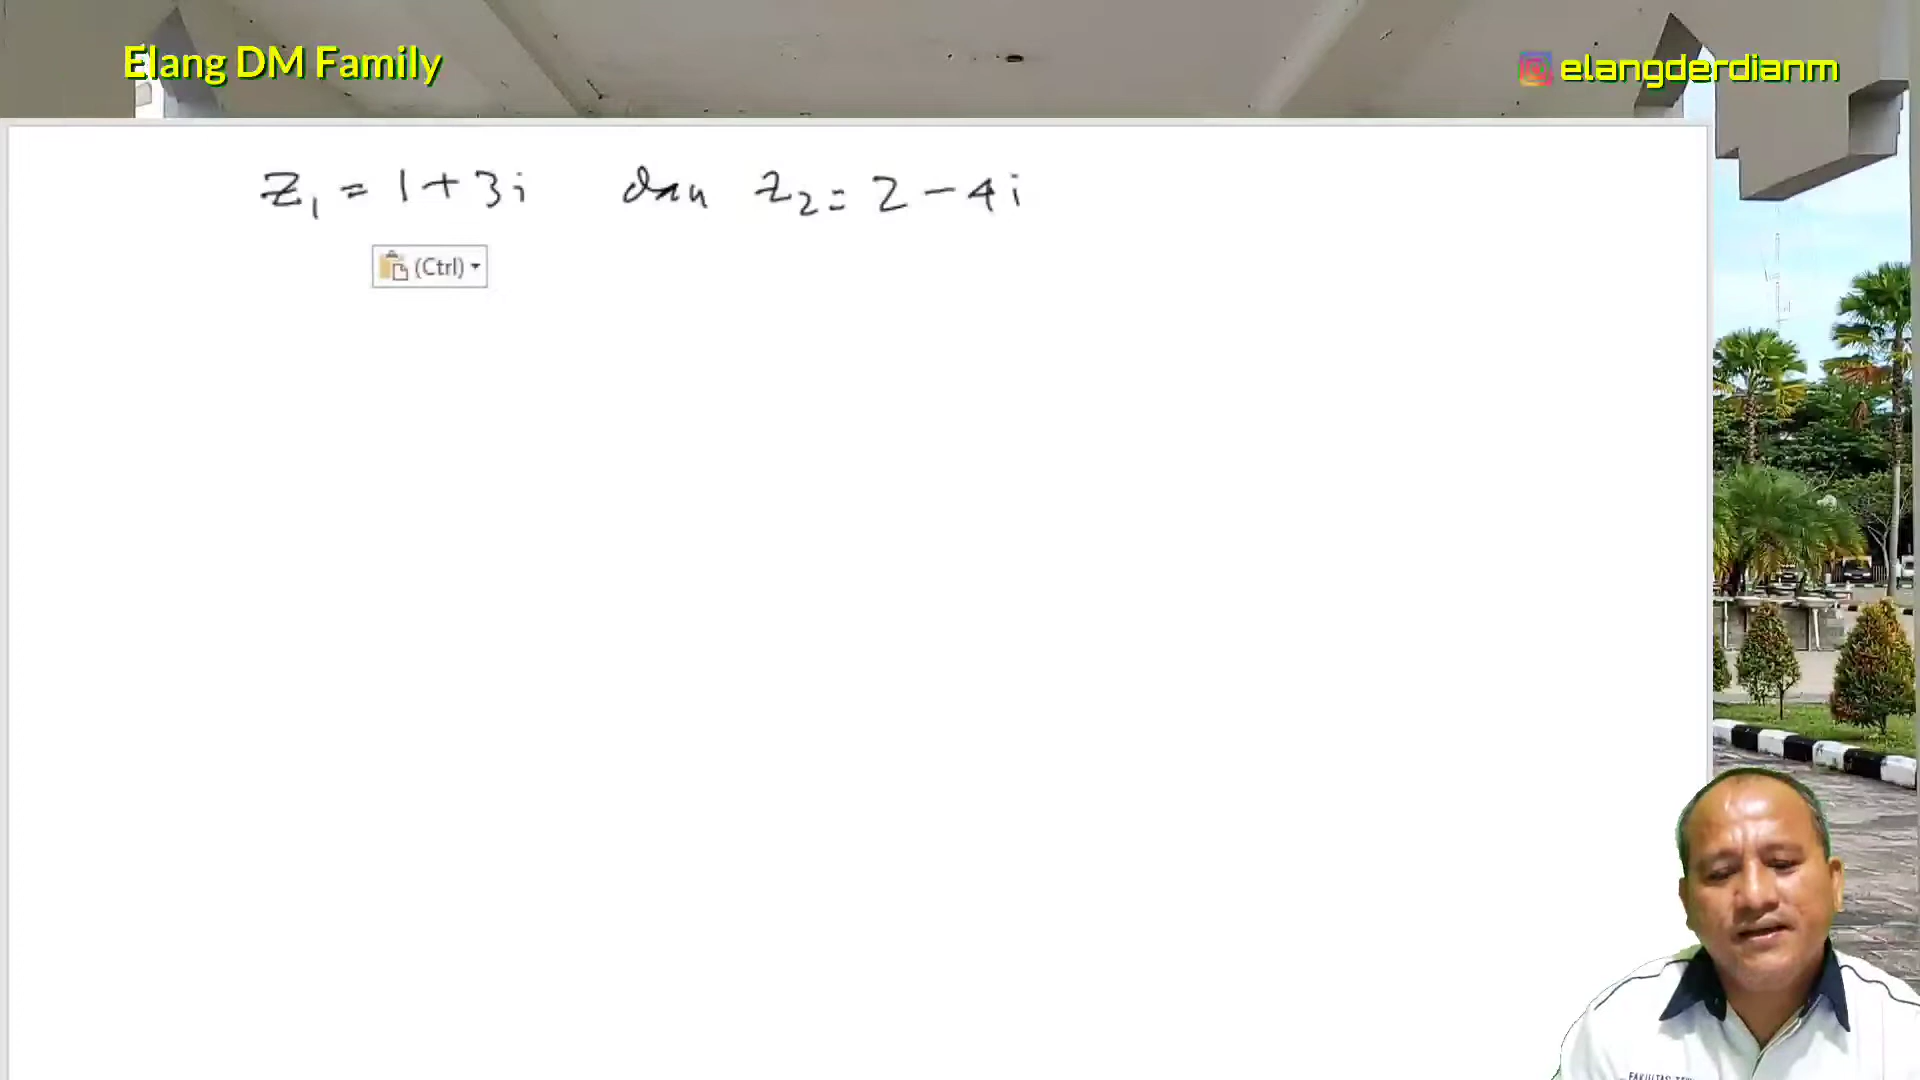 Elang DM Family
elangderdianm
z₁ = 1 + 3i dan z₂ = 2 - 4i
(Ctrl)